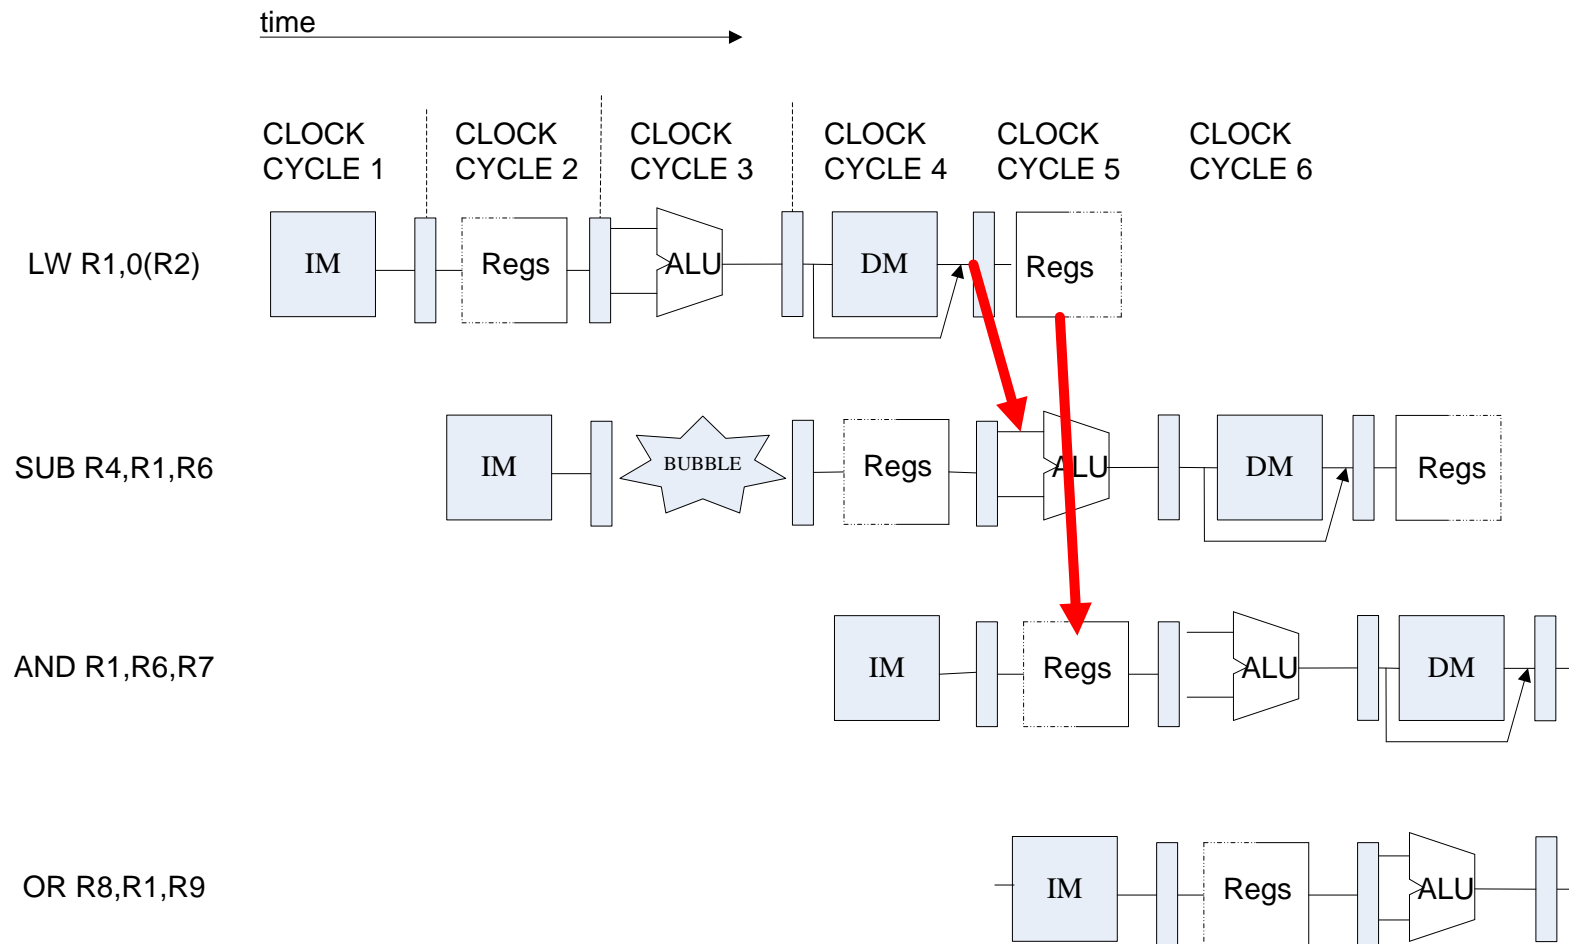 time
CLOCK CYCLE 1
CLOCK CYCLE 2
CLOCK CYCLE 3
CLOCK CYCLE 4
CLOCK CYCLE 5
CLOCK CYCLE 6
LW R1,0(R2)
IM
Regs
ALU
DM
Regs
SUB R4,R1,R6
IM
BUBBLE
Regs
ALU
DM
Regs
AND R1,R6,R7
IM
Regs
ALU
DM
OR R8,R1,R9
IM
Regs
ALU